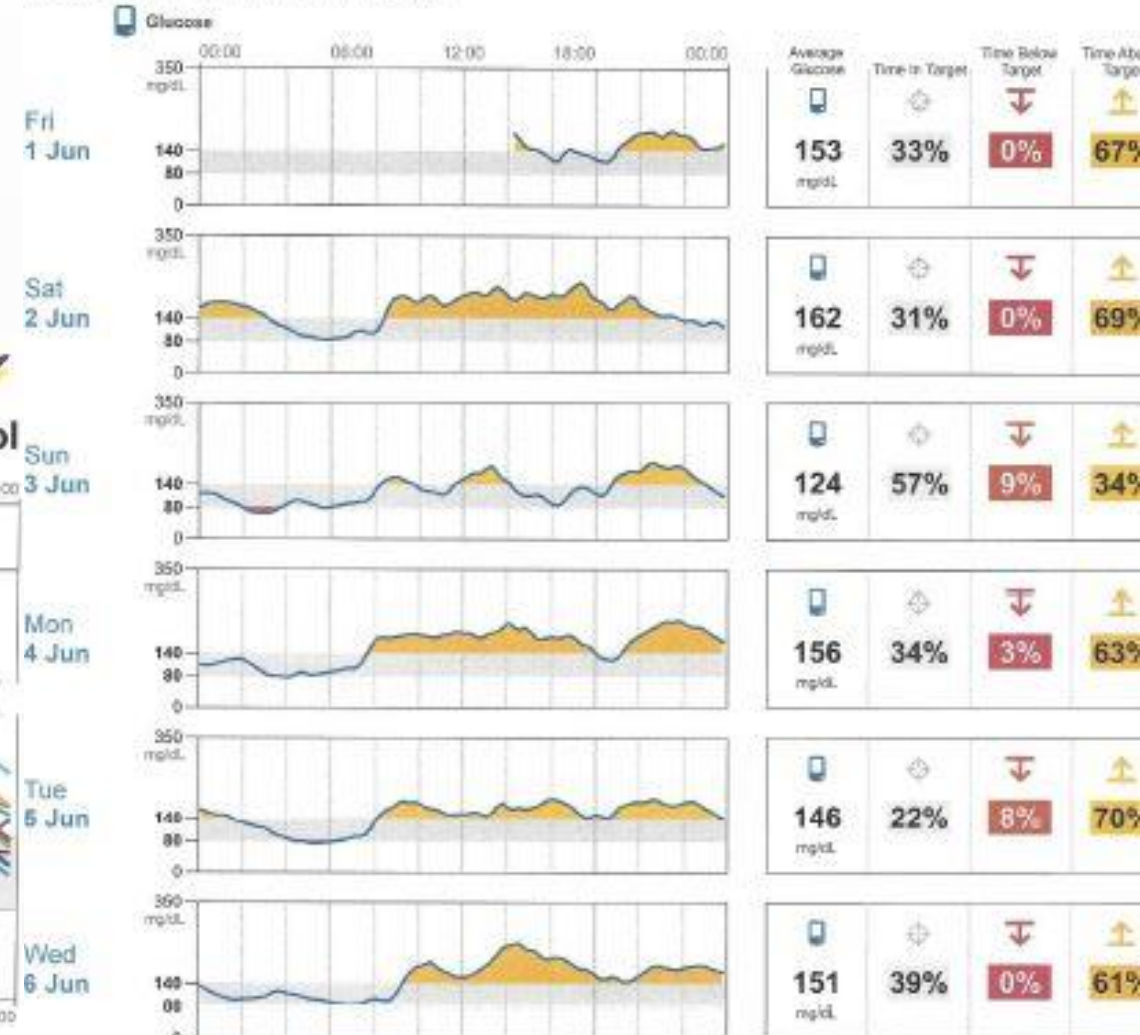 Glucose
00:00 06:00 12:00 18:00 00:00
Average Glucose Time In Target Time Below Target
Fri
1 Jun
350
mg/dL
140
80
0
153
mg/dL
33%
0%
67%
Sat
2 Jun
350
mg/dL
140
80
0
162
mg/dL
31%
0%
69%
Sun
3 Jun
350
mg/dL
140
80
0
124
mg/dL
57%
9%
34%
Mon
4 Jun
350
mg/dL
140
80
0
156
mg/dL
34%
3%
63%
Tue
5 Jun
350
mg/dL
140
80
0
146
mg/dL
22%
8%
70%
Wed
6 Jun
350
mg/dL
140
80
151
mg/dL
39%
0%
61%